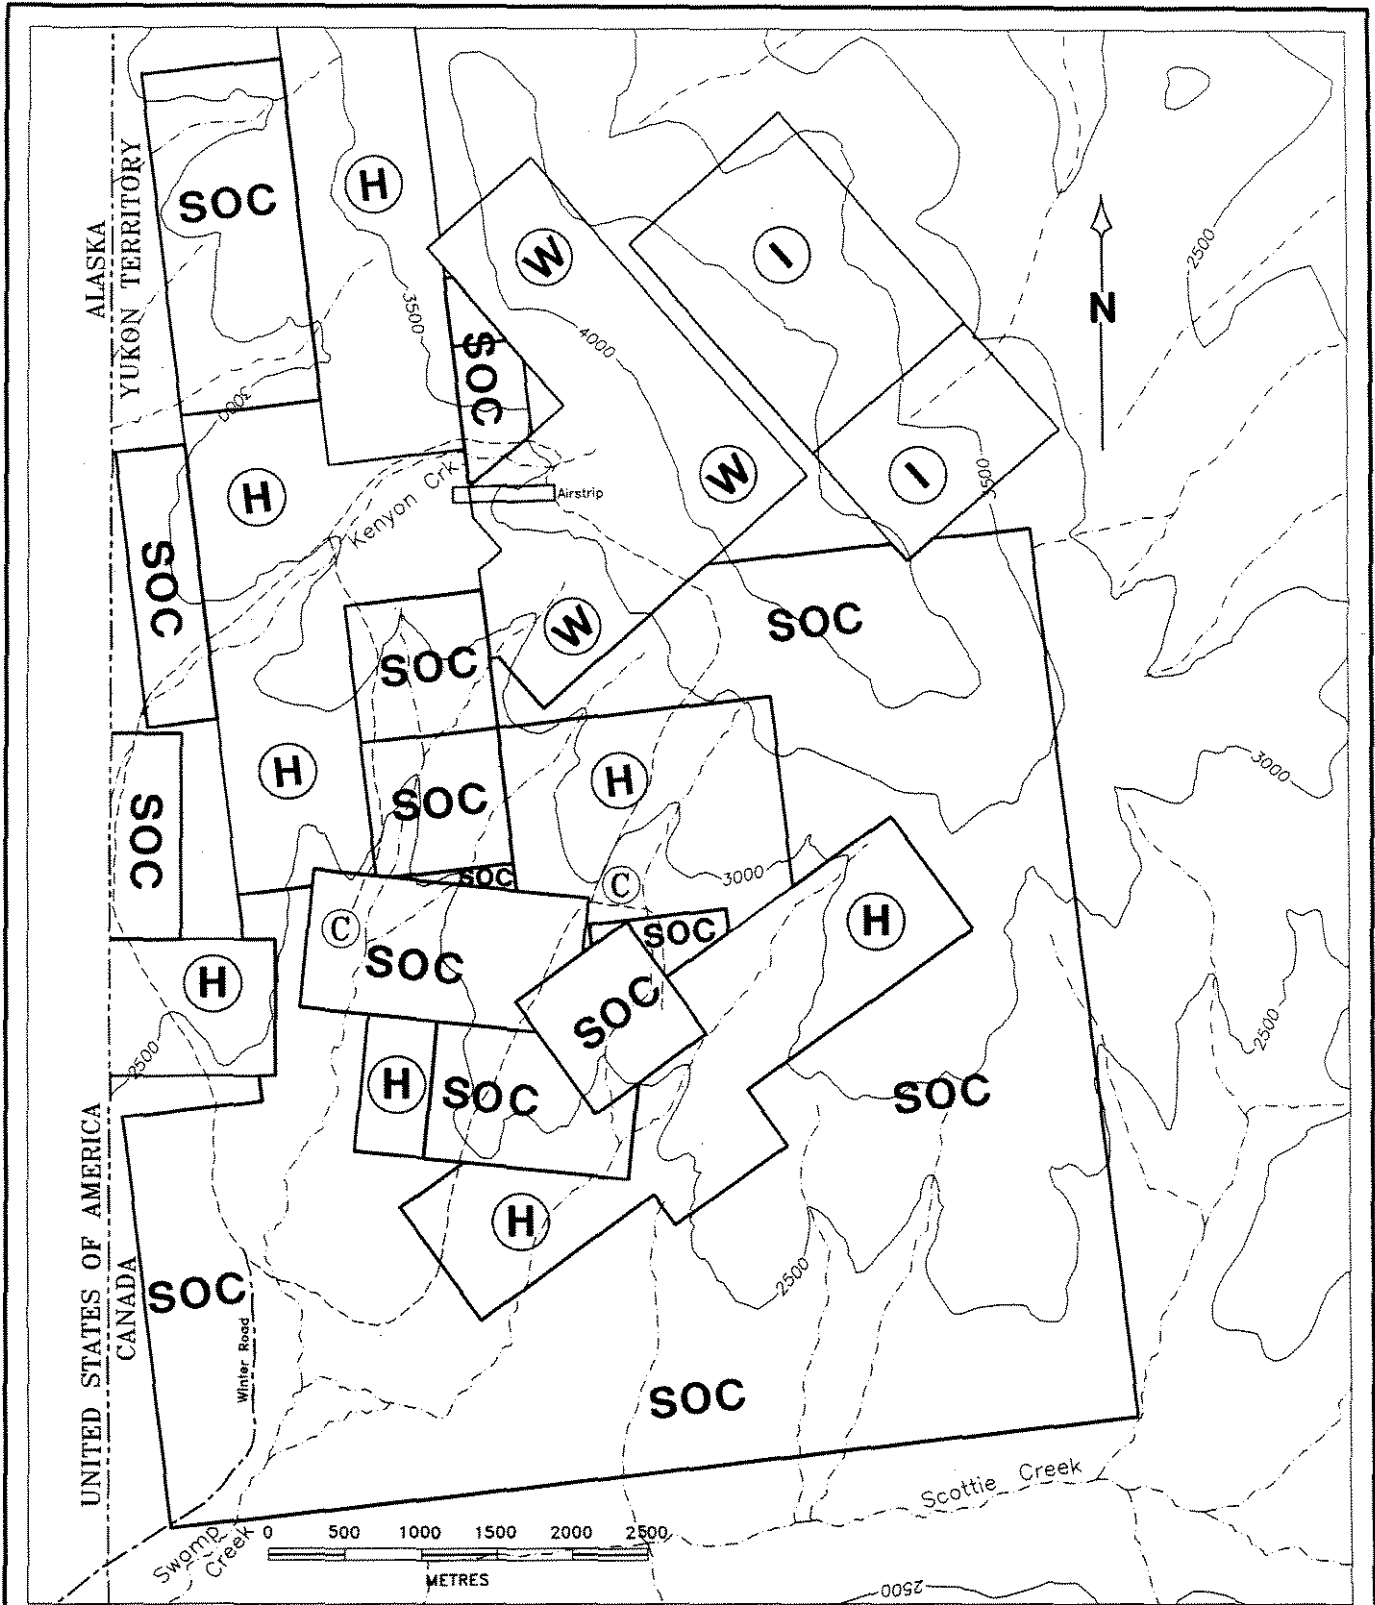 SOC
H
ALASKA
YUKON TERRITORY
W
I
2500
N
3500
4000
SOC
3000
H
W
I
3500
Kenyon Crk
Airstrip
SOC
SOC
W
SOC
H
H
3000
SOC
SOC
SOC
C
3000
H
C
SOC
SOC
H
SOC
2500
2500
H
SOC
SOC
UNITED STATES OF AMERICA
CANADA
H
2500
SOC
Winter Road
SOC
Scottie Creek
Swamp
Creek
0 500 1000 1500 2000 2500
METRES
2500